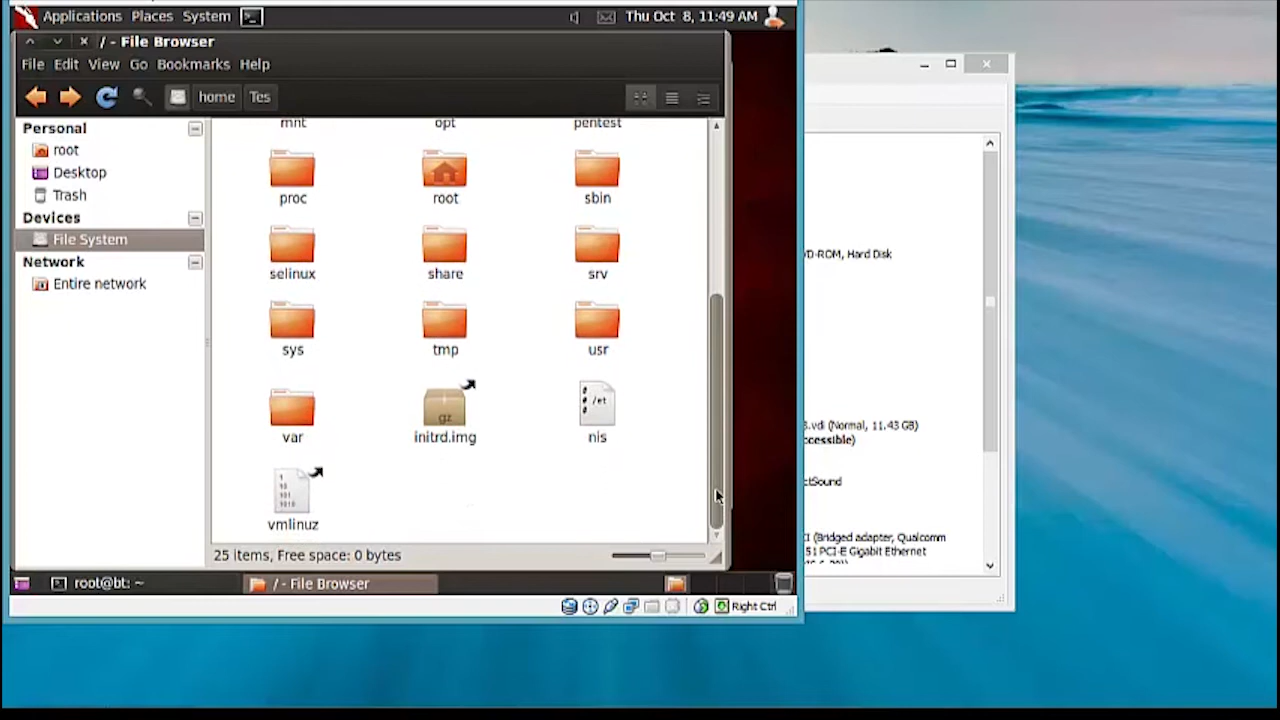 Applications Places System Thu Oct 8, 11:49 AM
/ - File Browser
File Edit View Go Bookmarks Help
home Tes
Personal
root
Desktop
Trash
Devices
File System
Network
Entire network
mnt opt pentest
proc root sbin
selinux share srv
sys tmp usr
gz
/et
var initrd.img nis
vmlinuz
25 items, Free space: 0 bytes
root@bt: ~ / - File Browser
Right Ctrl
/D-ROM, Hard Disk
.vdi (Normal, 11.43 GB)
ccessible)
ctSound
I (Bridged adapter, Qualcomm
51 PCI-E Gigabit Ethernet